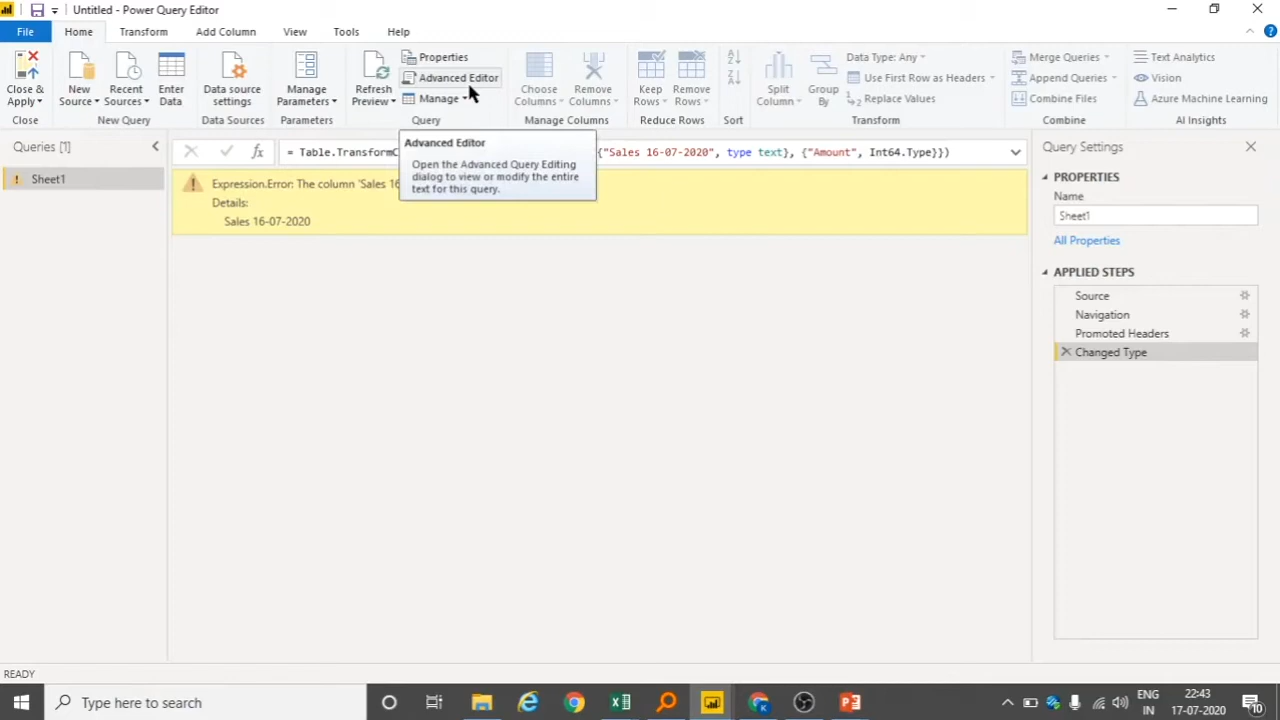 Untitled - Power Query Editor
File
Home
Transform
Add Column
View
Tools
Help
Close &
Apply
Close
New
Source
Recent
Sources
Enter
Data
New Query
Data source
settings
Data Sources
Manage
Parameters
Parameters
Refresh
Preview
Properties
Advanced Editor
Manage
Query
Choose
Columns
Remove
Columns
Manage Columns
Keep
Rows
Remove
Rows
Reduce Rows
Sort
Split
Column
Group
By
Data Type: Any
Use First Row as Headers
Replace Values
Transform
Merge Queries
Append Queries
Combine Files
Combine
Text Analytics
Vision
Azure Machine Learning
AI Insights
Queries [1]
Sheet1
fx
= Table.TransformC
{"Sales 16-07-2020", type text}, {"Amount", Int64.Type}})
Advanced Editor
Open the Advanced Query Editing
dialog to view or modify the entire
text for this query.
Expression.Error: The column 'Sales 16
Details:
Sales 16-07-2020
Query Settings
PROPERTIES
Name
Sheet1
All Properties
APPLIED STEPS
Source
Navigation
Promoted Headers
Changed Type
READY
Type here to search
ENG
IN
22:43
17-07-2020
10